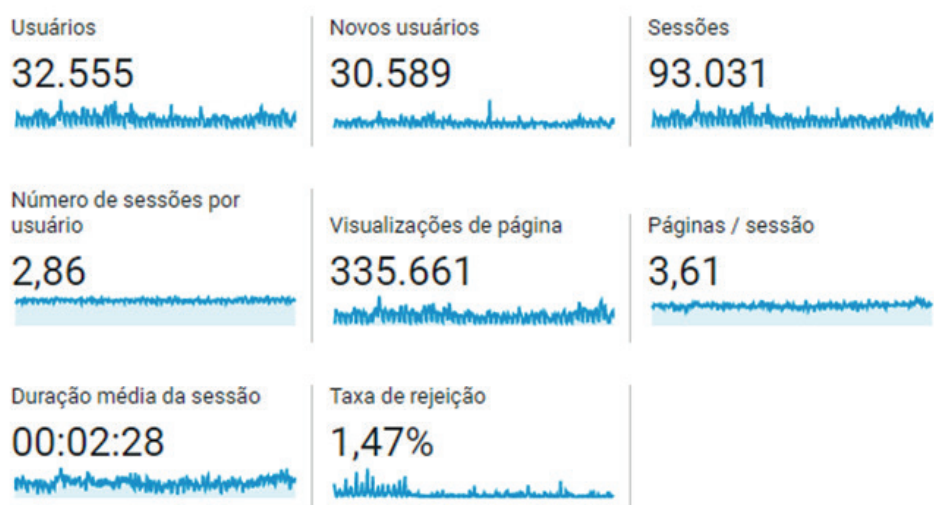 Usuários
32.555
Novos usuários
30.589
Sessões
93.031
Número de sessões por
usuário
2,86
Visualizações de página
335.661
Páginas / sessão
3,61
Duração média da sessão
00:02:28
Taxa de rejeição
1,47%